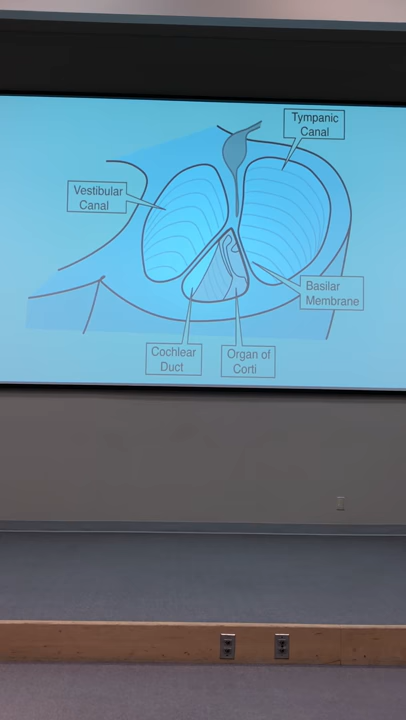 Tympanic
Canal
Vestibular
Canal
Basilar
Membrane
Cochlear
Duct
Organ of
Corti